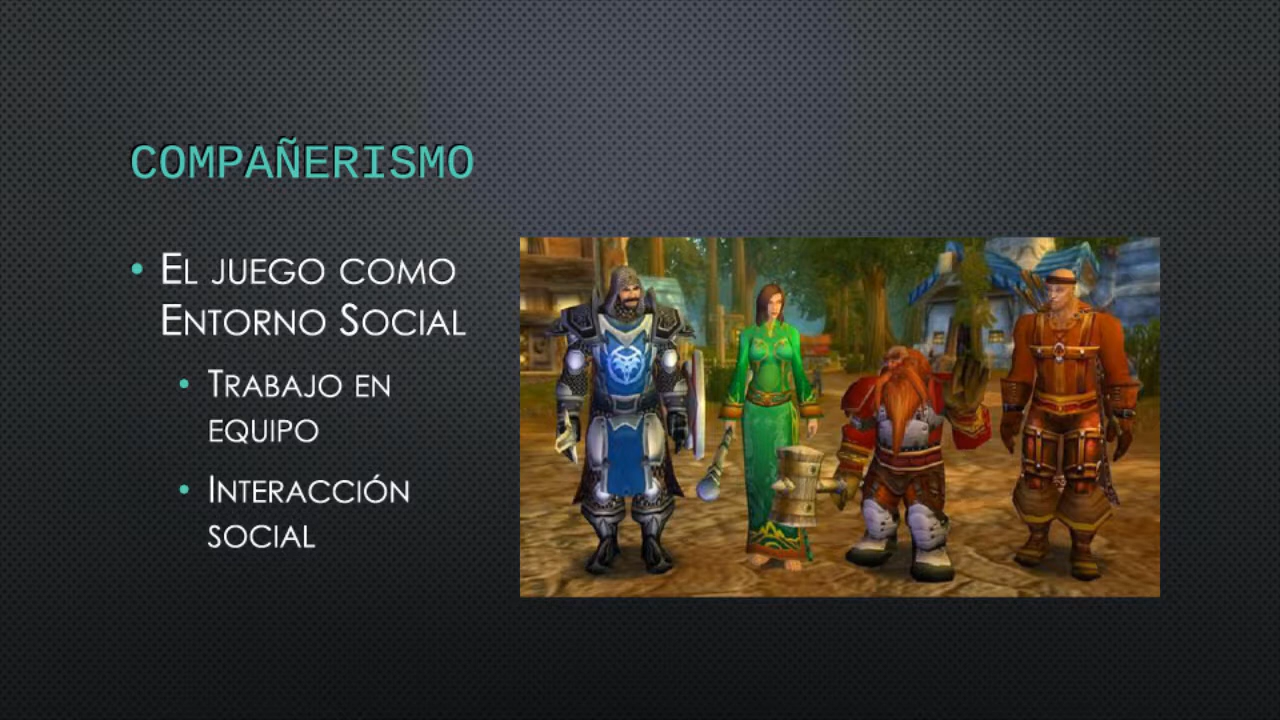 COMPAÑERISMO
• EL JUEGO COMO
ENTORNO SOCIAL
• TRABAJO EN
EQUIPO
• INTERACCIÓN
SOCIAL